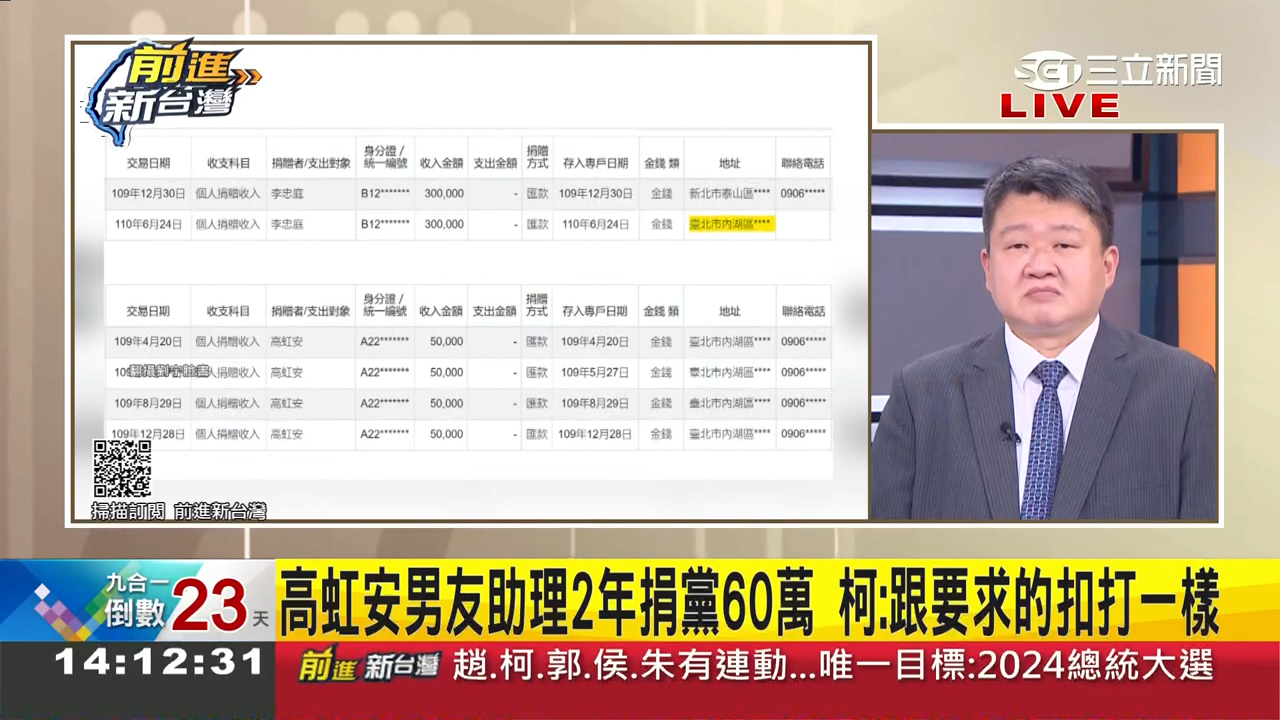 前進
新台灣
SET 三立新聞
LIVE
交易日期 收支科目 捐贈者/支出對象 身分證/統一編號 收入金額 支出金額 捐贈方式 存入專戶日期 金錢類 地址 聯絡電話
109年12月30日 個人捐贈收入 李忠庭 B12******* 300,000 - 匯款 109年12月30日 金錢 新北市泰山區**** 0906*****
110年6月24日 個人捐贈收入 李忠庭 B12******* 300,000 - 匯款 110年6月24日 金錢 臺北市內湖區****
交易日期 收支科目 捐贈者/支出對象 身分證/統一編號 收入金額 支出金額 捐贈方式 存入專戶日期 金錢類 地址 聯絡電話
109年4月20日 個人捐贈收入 高虹安 A22******* 50,000 - 匯款 109年4月20日 金錢 臺北市內湖區**** 0906*****
個人捐贈收入 高虹安 A22******* 50,000 - 匯款 109年5月27日 金錢 臺北市內湖區**** 0906*****
109年8月29日 個人捐贈收入 高虹安 A22******* 50,000 - 匯款 109年8月29日 金錢 臺北市內湖區**** 0906*****
109年12月28日 個人捐贈收入 高虹安 A22******* 50,000 - 匯款 109年12月28日 金錢 臺北市內湖區**** 0906*****
掃描訂閱 前進新台灣
九合一
倒數 23 天
高虹安男友助理2年捐黨60萬 柯:跟要求的扣打一樣
14:12:31
前進新台灣 趙.柯.郭.侯.朱有連動...唯一目標:2024總統大選